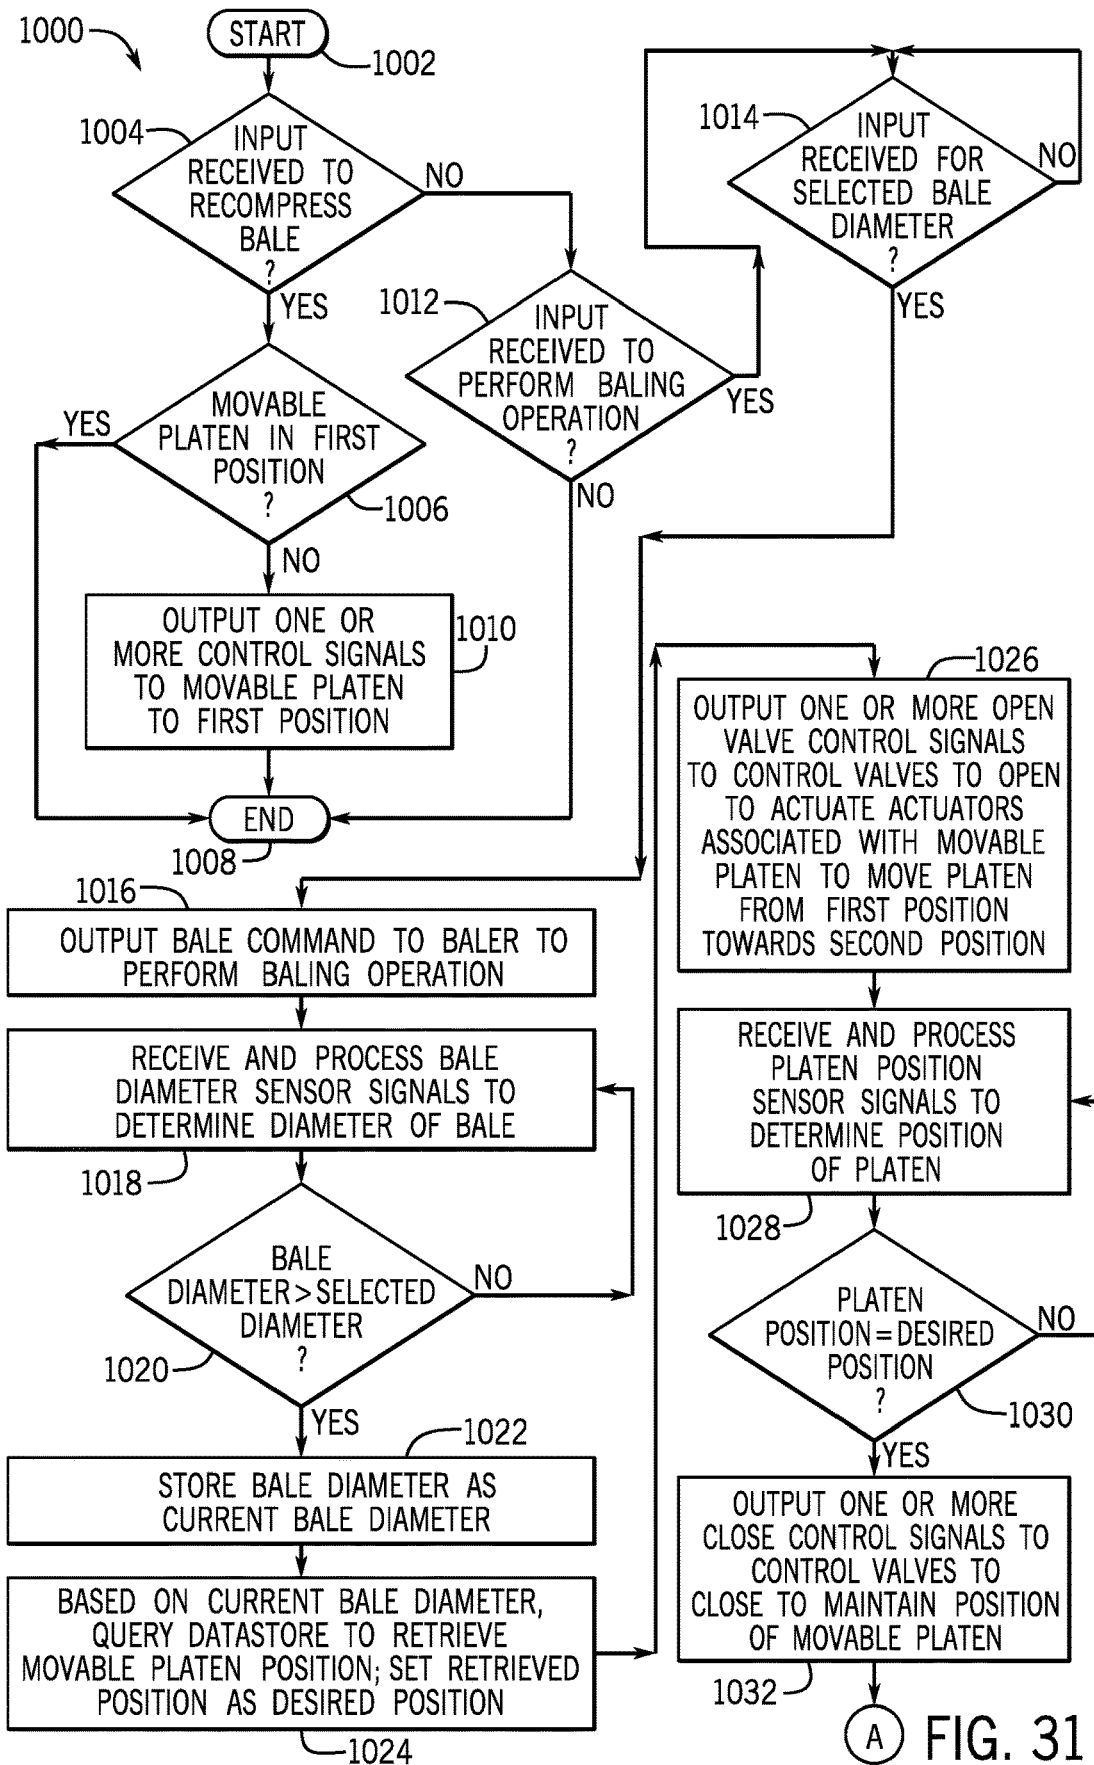 1000
START
1002
1004
INPUT
RECEIVED TO
RECOMPRESS
BALE
?
NO
YES
1006
MOVABLE
PLATEN IN FIRST
POSITION
?
YES
NO
OUTPUT ONE OR
MORE CONTROL SIGNALS
TO MOVABLE PLATEN
TO FIRST POSITION
1010
END
1008
1012
INPUT
RECEIVED TO
PERFORM BALING
OPERATION
?
YES
NO
1014
INPUT
RECEIVED FOR
SELECTED BALE
DIAMETER
?
NO
YES
1016
OUTPUT BALE COMMAND TO BALER TO
PERFORM BALING OPERATION
RECEIVE AND PROCESS BALE
DIAMETER SENSOR SIGNALS TO
DETERMINE DIAMETER OF BALE
1018
BALE
DIAMETER>SELECTED
DIAMETER
?
NO
1020
YES
1022
STORE BALE DIAMETER AS
CURRENT BALE DIAMETER
BASED ON CURRENT BALE DIAMETER,
QUERY DATASTORE TO RETRIEVE
MOVABLE PLATEN POSITION; SET RETRIEVED
POSITION AS DESIRED POSITION
1024
1026
OUTPUT ONE OR MORE OPEN
VALVE CONTROL SIGNALS
TO CONTROL VALVES TO OPEN
TO ACTUATE ACTUATORS
ASSOCIATED WITH MOVABLE
PLATEN TO MOVE PLATEN
FROM FIRST POSITION
TOWARDS SECOND POSITION
RECEIVE AND PROCESS
PLATEN POSITION
SENSOR SIGNALS TO
DETERMINE POSITION
OF PLATEN
1028
PLATEN
POSITION=DESIRED
POSITION
?
NO
1030
YES
OUTPUT ONE OR MORE
CLOSE CONTROL SIGNALS TO
CONTROL VALVES TO
CLOSE TO MAINTAIN POSITION
OF MOVABLE PLATEN
1032
A
FIG. 31